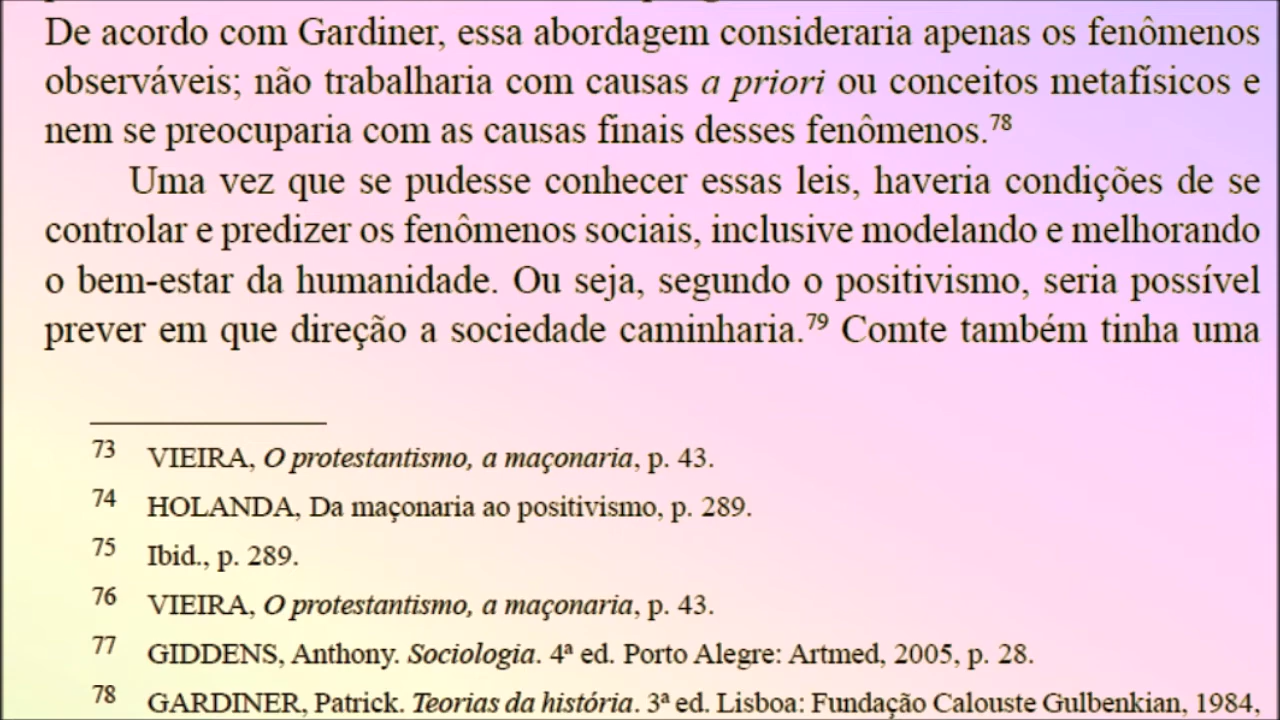 De acordo com Gardiner, essa abordagem consideraria apenas os fenômenos
observáveis; não trabalharia com causas a priori ou conceitos metafísicos e
nem se preocuparia com as causas finais desses fenômenos.78
Uma vez que se pudesse conhecer essas leis, haveria condições de se
controlar e predizer os fenômenos sociais, inclusive modelando e melhorando
o bem-estar da humanidade. Ou seja, segundo o positivismo, seria possível
prever em que direção a sociedade caminharia.79 Comte também tinha uma
73 VIEIRA, O protestantismo, a maçonaria, p. 43.
74 HOLANDA, Da maçonaria ao positivismo, p. 289.
75 Ibid., p. 289.
76 VIEIRA, O protestantismo, a maçonaria, p. 43.
77 GIDDENS, Anthony. Sociologia. 4ª ed. Porto Alegre: Artmed, 2005, p. 28.
78 GARDINER, Patrick. Teorias da história. 3ª ed. Lisboa: Fundação Calouste Gulbenkian, 1984,